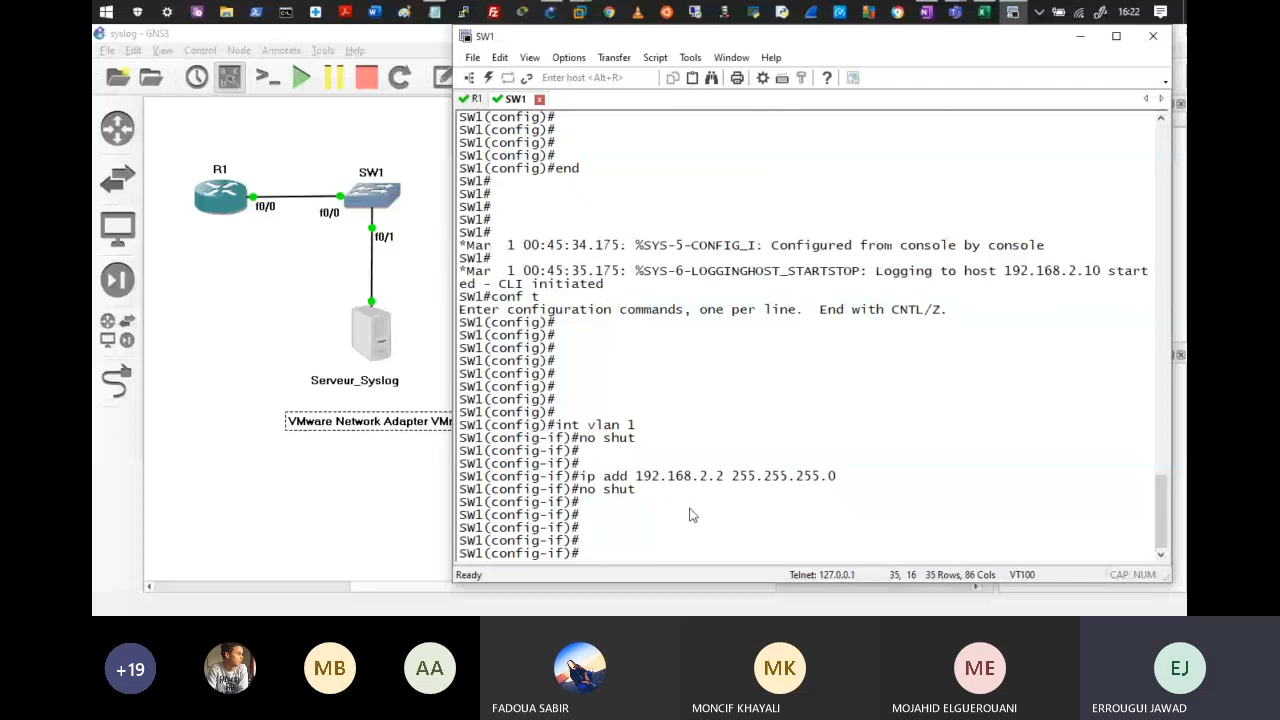 16:22
syslog - GNS3
File Edit View Control Node Annotate Tools Help
R1
SW1
f0/0
f0/0
f0/1
Serveur_Syslog
VMware Network Adapter VMn
SW1
File Edit View Options Transfer Script Tools Window Help
Enter host <Alt+R>
R1 SW1
SW1(config)#
SW1(config)#
SW1(config)#
SW1(config)#
SW1(config)#end
SW1#
SW1#
SW1#
SW1#
SW1#
*Mar  1 00:45:34.175: %SYS-5-CONFIG_I: Configured from console by console
SW1#
*Mar  1 00:45:35.175: %SYS-6-LOGGINGHOST_STARTSTOP: Logging to host 192.168.2.10 start
ed - CLI initiated
SW1#conf t
Enter configuration commands, one per line.  End with CNTL/Z.
SW1(config)#
SW1(config)#
SW1(config)#
SW1(config)#
SW1(config)#
SW1(config)#
SW1(config)#
SW1(config)#
SW1(config)#int vlan 1
SW1(config-if)#no shut
SW1(config-if)#
SW1(config-if)#
SW1(config-if)#ip add 192.168.2.2 255.255.255.0
SW1(config-if)#no shut
SW1(config-if)#
SW1(config-if)#
SW1(config-if)#
SW1(config-if)#
SW1(config-if)#
Ready Telnet: 127.0.0.1 35, 16 35 Rows, 86 Cols VT100 CAP NUM
+19
MB
AA
MK
ME
EJ
FADOUA SABIR
MONCIF KHAYALI
MOJAHID ELGUEROUANI
ERROUGUI JAWAD